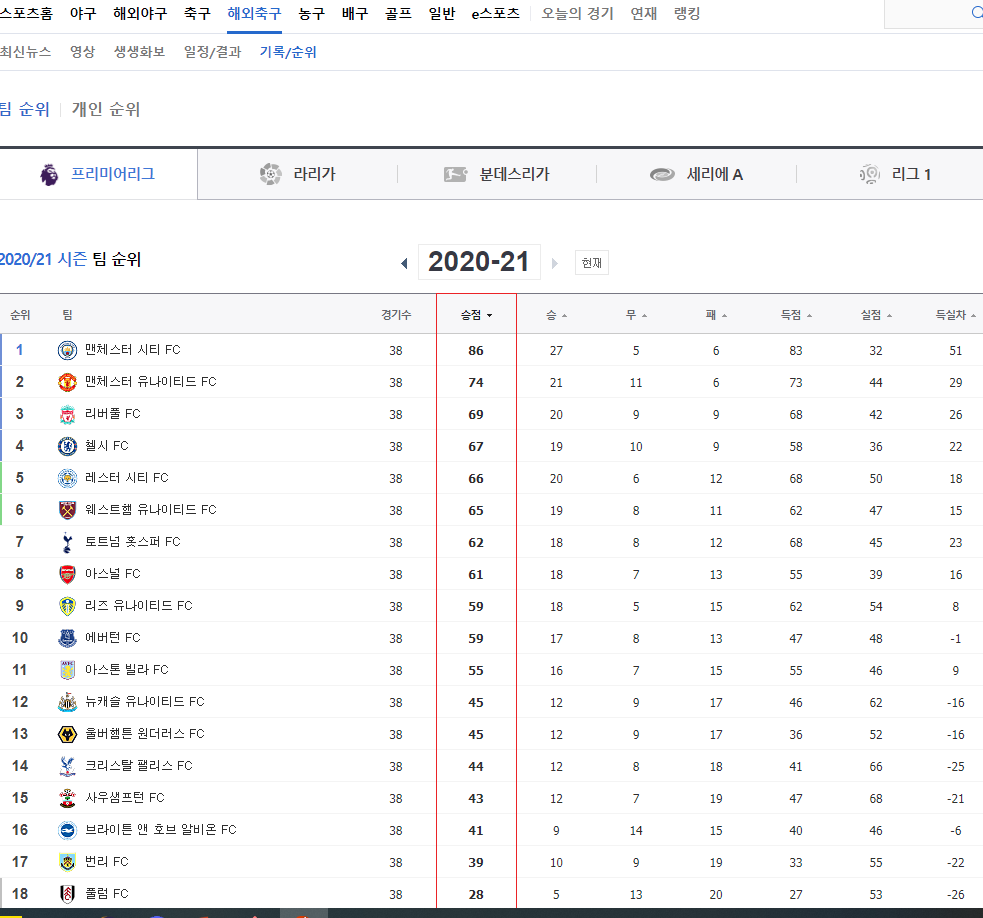 스포츠홈 야구 해외야구 축구 해외축구 농구 배구 골프 일반 e스포츠 오늘의 경기 연재 랭킹
최신뉴스 영상 생생화보 일정/결과 기록/순위
팀 순위 개인 순위
프리미어리그 라리가 분데스리가 세리에 A 리그 1
2020/21 시즌 팀 순위 2020-21 현재
순위 팀 경기수 승점 승 무 패 득점 실점 득실차
1 맨체스터 시티 FC 38 86 27 5 6 83 32 51
2 맨체스터 유나이티드 FC 38 74 21 11 6 73 44 29
3 리버풀 FC 38 69 20 9 9 68 42 26
4 첼시 FC 38 67 19 10 9 58 36 22
5 레스터 시티 FC 38 66 20 6 12 68 50 18
6 웨스트햄 유나이티드 FC 38 65 19 8 11 62 47 15
7 토트넘 홋스퍼 FC 38 62 18 8 12 68 45 23
8 아스널 FC 38 61 18 7 13 55 39 16
9 리즈 유나이티드 FC 38 59 18 5 15 62 54 8
10 에버턴 FC 38 59 17 8 13 47 48 -1
11 아스톤 빌라 FC 38 55 16 7 15 55 46 9
12 뉴캐슬 유나이티드 FC 38 45 12 9 17 46 62 -16
13 울버햄튼 원더러스 FC 38 45 12 9 17 36 52 -16
14 크리스탈 팰리스 FC 38 44 12 8 18 41 66 -25
15 사우샘프턴 FC 38 43 12 7 19 47 68 -21
16 브라이튼 앤 호브 알비온 FC 38 41 9 14 15 40 46 -6
17 번리 FC 38 39 10 9 19 33 55 -22
18 풀럼 FC 38 28 5 13 20 27 53 -26